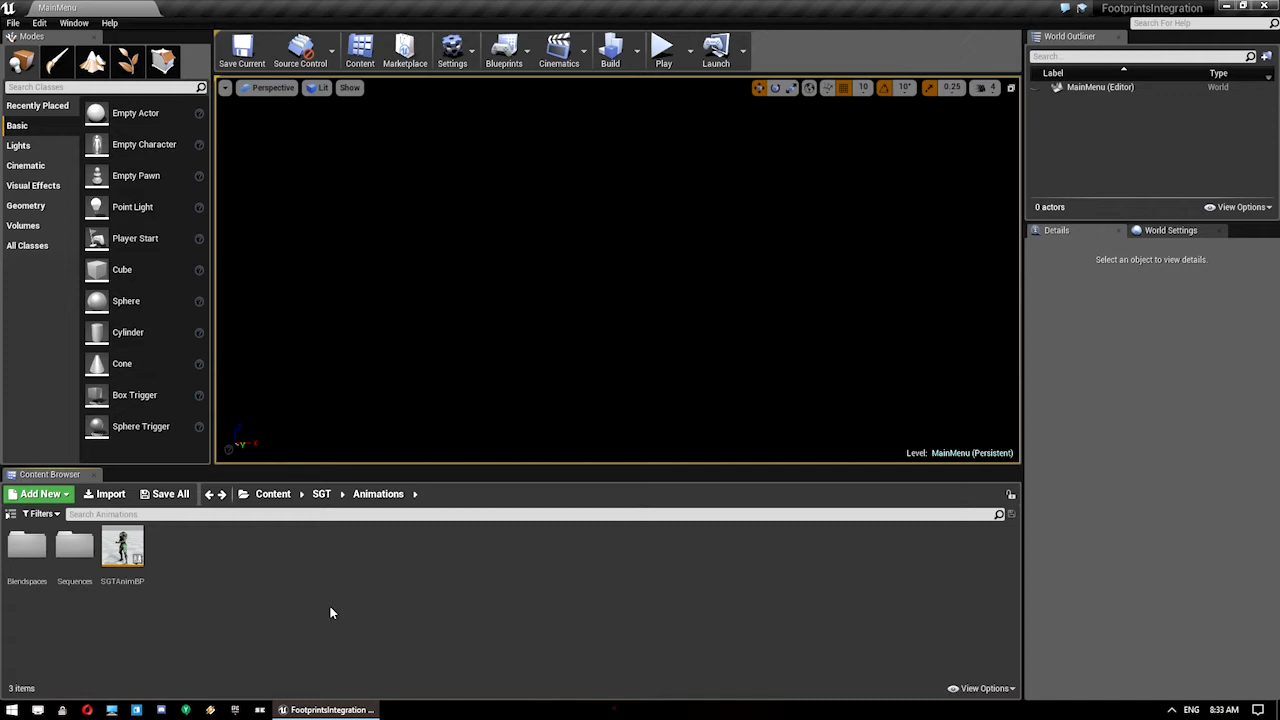 MainMenu
FootprintsIntegration
File Edit Window Help
Search For Help
Modes
Search Classes
Recently Placed
Basic
Lights
Cinematic
Visual Effects
Geometry
Volumes
All Classes
Empty Actor
Empty Character
Empty Pawn
Point Light
Player Start
Cube
Sphere
Cylinder
Cone
Box Trigger
Sphere Trigger
Save Current Source Control Content Marketplace Settings Blueprints Cinematics Build Play Launch
Perspective Lit Show
10 10° 0.25 4
X
Y
Level: MainMenu (Persistent)
World Outliner
Search...
Label Type
MainMenu (Editor) World
0 actors View Options
Details World Settings
Select an object to view details.
Content Browser
Add New Import Save All Content SGT Animations
Filters Search Animations
Blendspaces Sequences SGTAnimBP
3 items View Options
FootprintsIntegration ...
ENG 8:33 AM